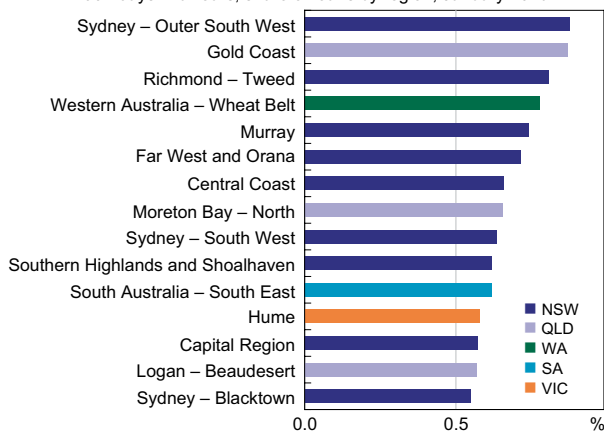 Sydney – Outer South West
Gold Coast
Richmond – Tweed
Western Australia – Wheat Belt
Murray
Far West and Orana
Central Coast
Moreton Bay – North
Sydney – South West
Southern Highlands and Shoalhaven
South Australia – South East
Hume
Capital Region
Logan – Beaudesert
Sydney – Blacktown
NSW
QLD
WA
SA
VIC
0.0 0.5 %